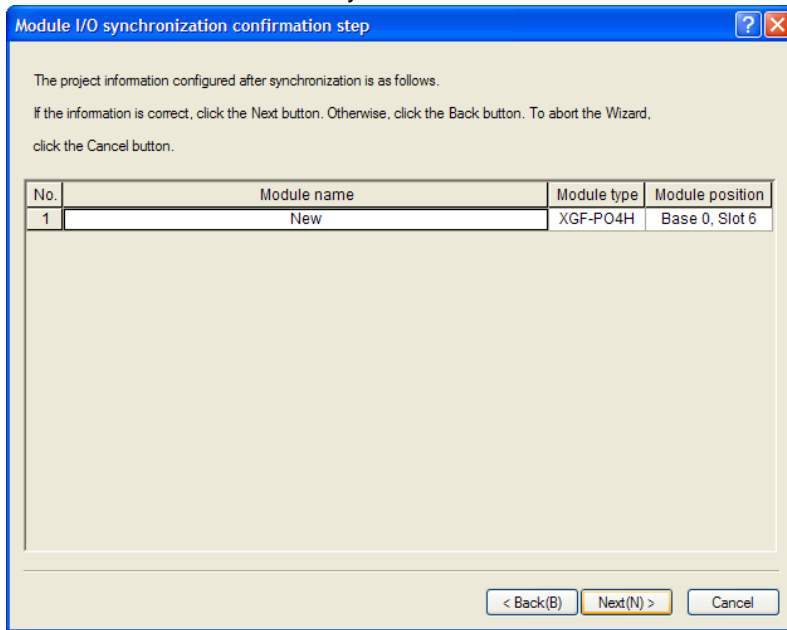 Module I/O synchronization confirmation step
The project information configured after synchronization is as follows.
If the information is correct, click the Next button. Otherwise, click the Back button. To abort the Wizard,
click the Cancel button.
No. Module name Module type Module position
1 New XGF-PO4H Base 0, Slot 6
< Back(B) Next(N) > Cancel